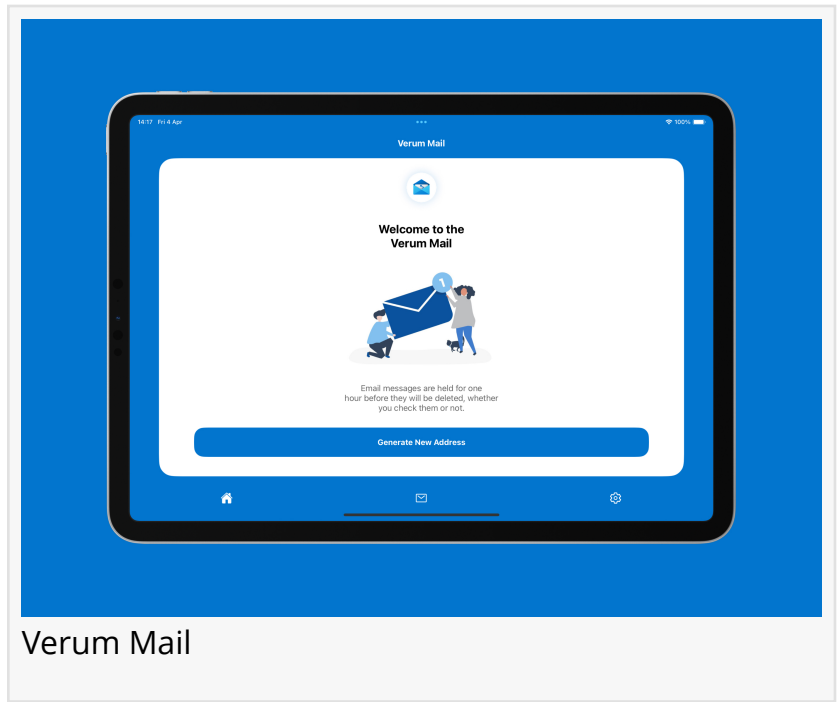 14:17 Fri 4 Apr
100%
Verum Mail
Welcome to the
Verum Mail
1
Email messages are held for one
hour before they will be deleted, whether
you check them or not.
Generate New Address
Verum Mail